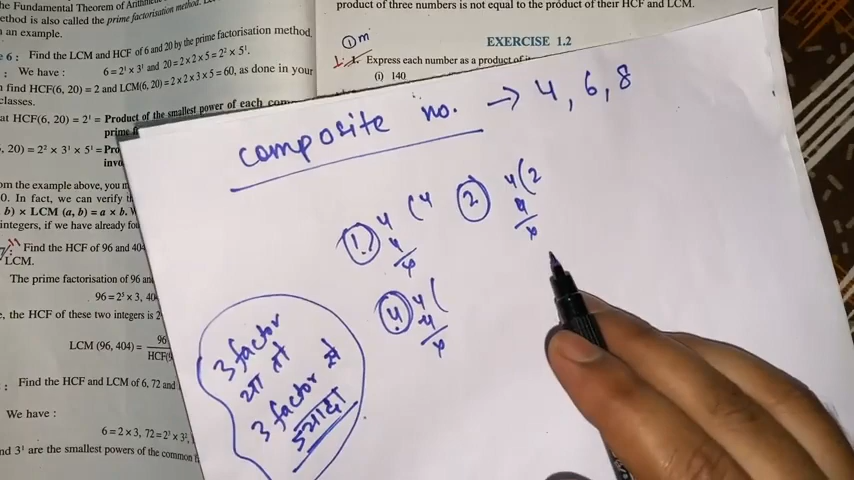 he Fundamental Theorem of Arithm
ethod is also called the prime factorisation method.
n an example.
e 6 : Find the LCM and HCF of 6 and 20 by the prime factorisation method.
: We have : 6 = 2¹ × 3¹ and 20 = 2 × 2 × 5 = 2² × 5¹.
n find HCF(6, 20) = 2 and LCM(6, 20) = 2 × 2 × 3 × 5 = 60, as done in your
classes.
at HCF(6, 20) = 2¹ = Product of the smallest power of each
prime
, 20) = 2² × 3¹ × 5¹ =
om the example above, you
0. In fact, we can verify
b) × LCM (a, b) = a × b.
integers, if we have already
Find the HCF of 96 and 40
LCM.
The prime factorisation of 96 an
96 = 2⁵ × 3, 40
, the HCF of these two integers is 2
LCM (96, 404) = 96
HCF(9
: Find the HCF and LCM of 6, 72 and
We have :
6 = 2 × 3, 72 = 2³ × 3²,
nd 3¹ are the smallest powers of the common
product of three numbers is not equal to the product of their HCF and LCM.
① m
EXERCISE 1.2
1. Express each number as a product of
(i) 140
composite no. → 4, 6, 8
① 4 (4
4
x
② 4 (2
4
x
④ 4 (
4
x
3 factor
या तो
3 factor से
ज्यादा